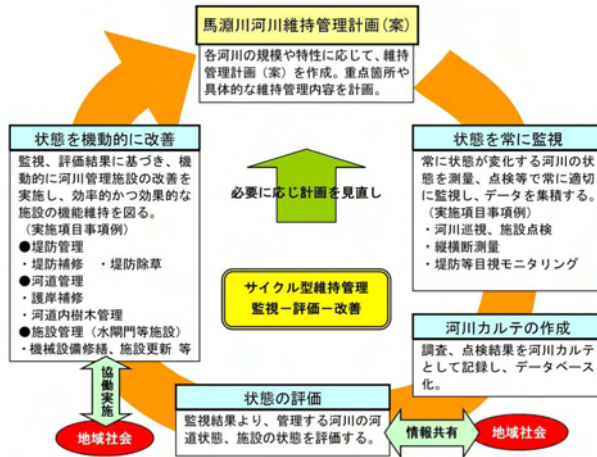 馬淵川河川維持管理計画（案）
各河川の規模や特性に応じて、維持
管理計画（案）を作成。重点箇所や
具体的な維持管理内容を計画。
状態を常に監視
常に状態が変化する河川の状
態を測量、点検等で常に適切
に監視し、データを集積する。
（実施項目事項例）
・河川巡視、施設点検
・縦横断測量
・堤防等目視モニタリング
河川カルテの作成
調査、点検結果を河川カルテ
として記録し、データベース
化。
状態の評価
監視結果より、管理する河川の河
道状態、施設の状態を評価する。
情報共有
地域社会
状態を機動的に改善
監視、評価結果に基づき、機
動的に河川管理施設の改善を
実施し、効率的かつ効果的な
施設の機能維持を図る。
（実施項目事項例）
●堤防管理
・堤防補修　・堤防除草
●河道管理
・護岸補修
・河道内樹木管理
●施設管理（水閘門等施設）
・機械設備修繕、施設更新 等
協働
実施
地域社会
必要に応じ計画を見直し
サイクル型維持管理
監視－評価－改善